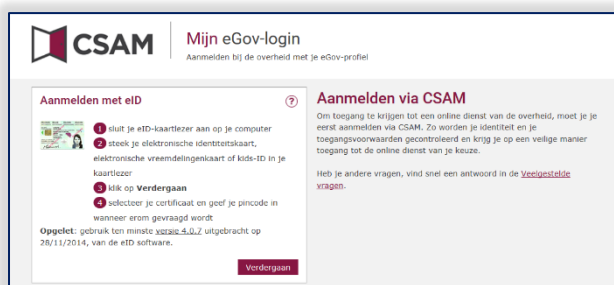 CSAM
Mijn eGov-login
Aanmelden bij de overheid met je eGov-profiel
Aanmelden met eID
?
1 sluit je eID-kaartlezer aan op je computer
2 steek je elektronische identiteitskaart,
elektronische vreemdelingenkaart of kids-ID in je
kaartlezer
3 klik op Verdergaan
4 selecteer je certificaat en geef je pincode in
wanneer erom gevraagd wordt
Opgelet: gebruik ten minste versie 4.0.7 uitgebracht op
28/11/2014, van de eID software.
Verdergaan
Aanmelden via CSAM
Om toegang te krijgen tot een online dienst van de overheid, moet je je
eerst aanmelden via CSAM. Zo worden je identiteit en je
toegangsvoorwaarden gecontroleerd en krijg je op een veilige manier
toegang tot de online dienst van je keuze.
Heb je andere vragen, vind snel een antwoord in de Veelgestelde
vragen.